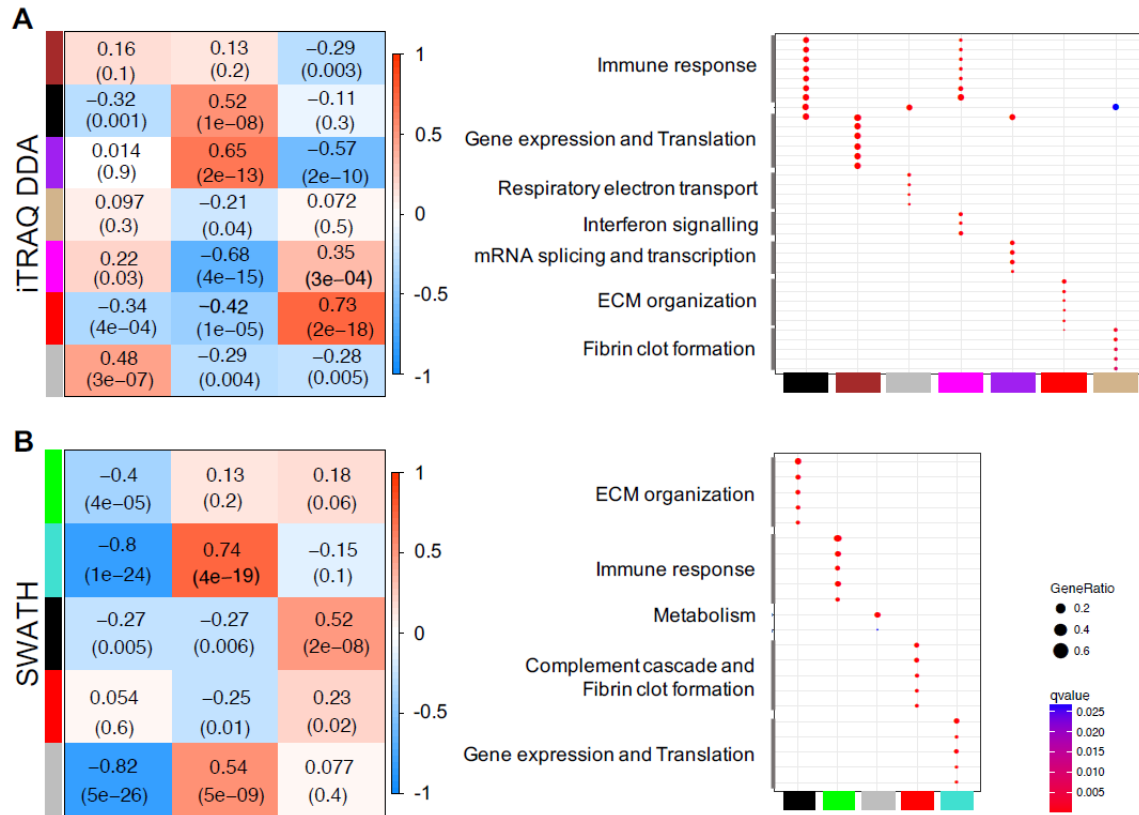 A
iTRAQ DDA
0.16 0.13 −0.29
(0.1) (0.2) (0.003)
−0.32 0.52 −0.11
(0.001) (1e−08) (0.3)
0.014 0.65 −0.57
(0.9) (2e−13) (2e−10)
0.097 −0.21 0.072
(0.3) (0.04) (0.5)
0.22 −0.68 0.35
(0.03) (4e−15) (3e−04)
−0.34 −0.42 0.73
(4e−04) (1e−05) (2e−18)
0.48 −0.29 −0.28
(3e−07) (0.004) (0.005)
1
0.5
0
-0.5
-1
Immune response
Gene expression and Translation
Respiratory electron transport
Interferon signalling
mRNA splicing and transcription
ECM organization
Fibrin clot formation
B
SWATH
−0.4 0.13 0.18
(4e−05) (0.2) (0.06)
−0.8 0.74 −0.15
(1e−24) (4e−19) (0.1)
−0.27 −0.27 0.52
(0.005) (0.006) (2e−08)
0.054 −0.25 0.23
(0.6) (0.01) (0.02)
−0.82 0.54 0.077
(5e−26) (5e−09) (0.4)
1
0.5
0
-0.5
-1
ECM organization
Immune response
Metabolism
Complement cascade and
Fibrin clot formation
Gene expression and Translation
GeneRatio
0.2
0.4
0.6
qvalue
0.025
0.020
0.015
0.010
0.005